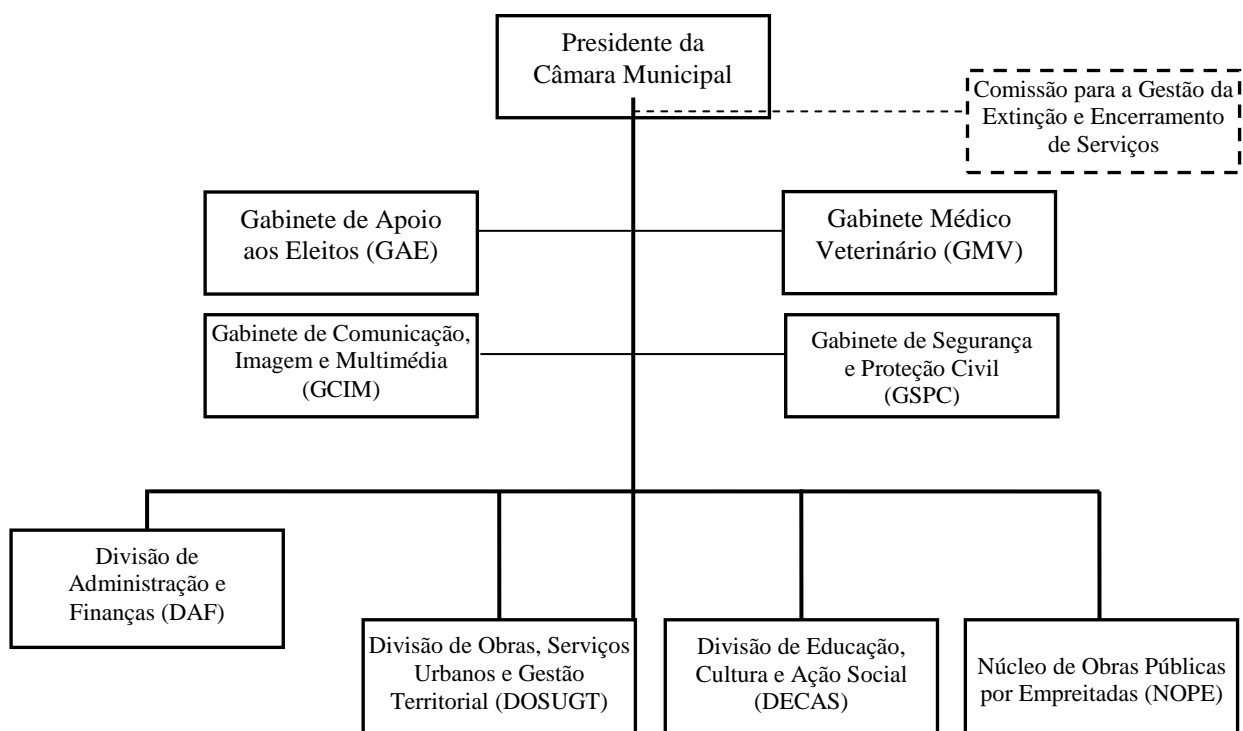 Presidente da
Câmara Municipal
Comissão para a Gestão da
Extinção e Encerramento
de Serviços
Gabinete de Apoio
aos Eleitos (GAE)
Gabinete Médico
Veterinário (GMV)
Gabinete de Comunicação,
Imagem e Multimédia
(GCIM)
Gabinete de Segurança
e Proteção Civil
(GSPC)
Divisão de
Administração e
Finanças (DAF)
Divisão de Obras, Serviços
Urbanos e Gestão
Territorial (DOSUGT)
Divisão de Educação,
Cultura e Ação Social
(DECAS)
Núcleo de Obras Públicas
por Empreitadas (NOPE)